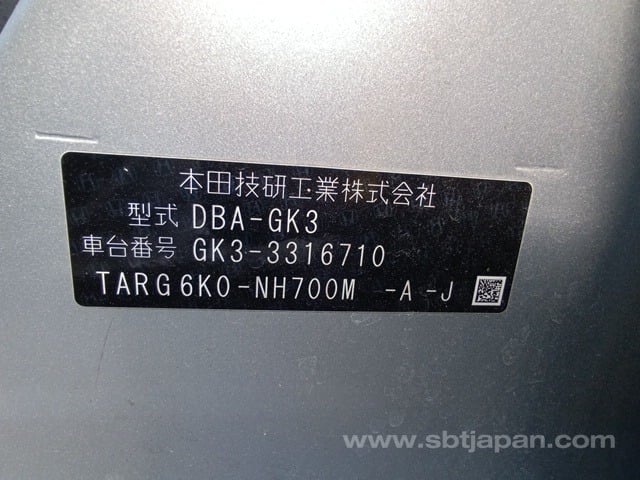 本田技研工業株式会社
型式 DBA-GK3
車台番号 GK3-3316710
TARG6K0-NH700M -A -J
www.sbtjapan.com